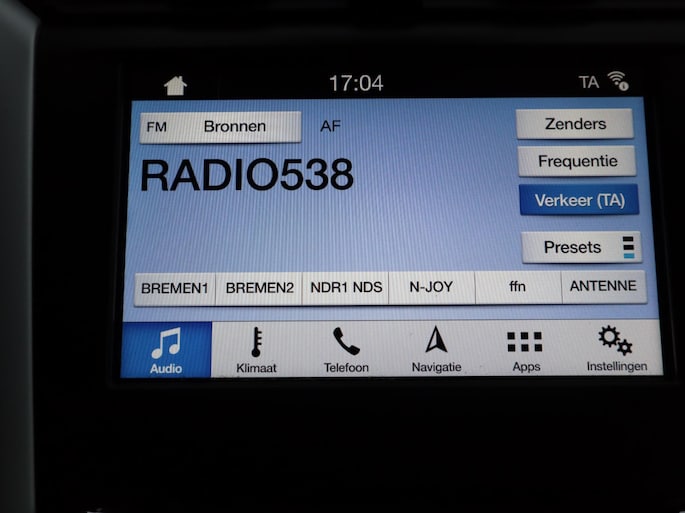 17:04 TA
FM Bronnen AF Zenders
Frequentie
RADIO538
Verkeer (TA)
Presets
BREMEN1 BREMEN2 NDR1 NDS N-JOY ffn ANTENNE
Audio Klimaat Telefoon Navigatie Apps Instellingen